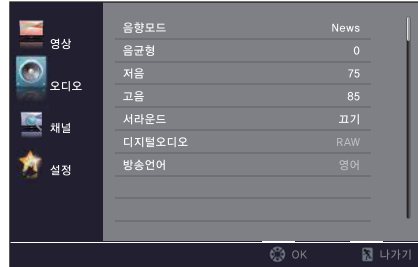 영상
오디오
채널
설정
음향모드 News
음균형 0
저음 75
고음 85
서라운드 끄기
디지털오디오 RAW
방송언어 영어
OK 나가기